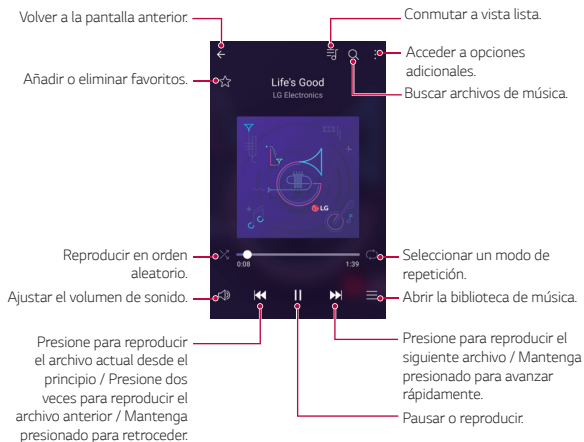 Volver a la pantalla anterior.
Conmutar a vista lista.
Acceder a opciones
adicionales.
Añadir o eliminar favoritos.
Buscar archivos de música.
Life's Good
LG Electronics
LG
Reproducir en orden
aleatorio.
0:08
1:39
Seleccionar un modo de
repetición.
Ajustar el volumen de sonido.
Abrir la biblioteca de música.
Presione para reproducir
el archivo actual desde el
principio / Presione dos
veces para reproducir el
archivo anterior / Mantenga
presionado para retroceder.
Presione para reproducir el
siguiente archivo / Mantenga
presionado para avanzar
rápidamente.
Pausar o reproducir.